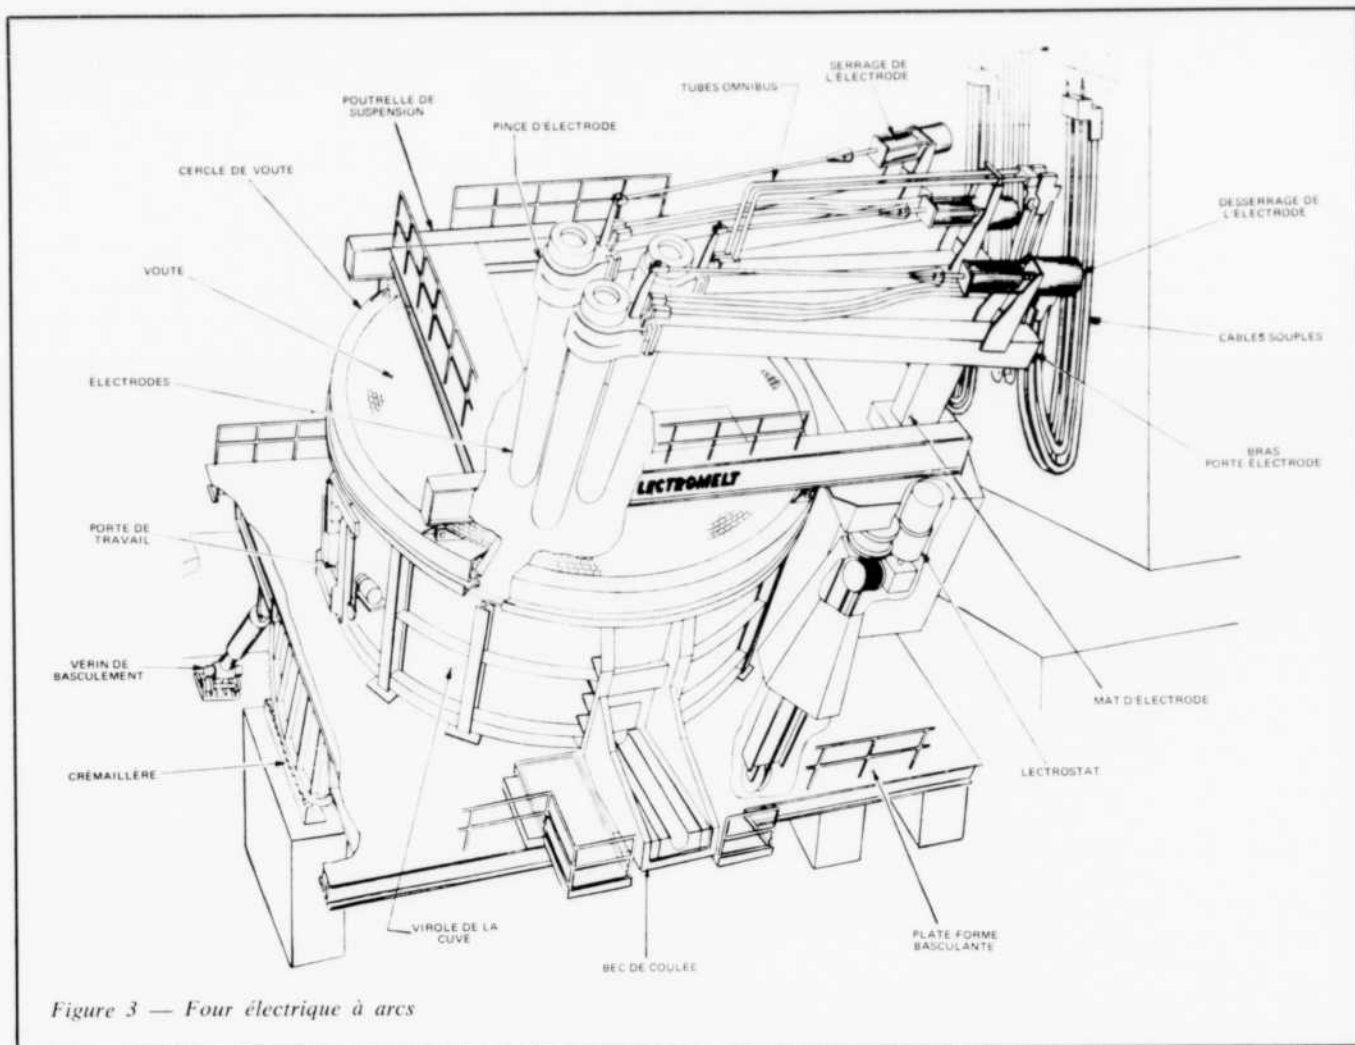 SERRAGE DE
L'ÉLECTRODE
TUBES OMNIBUS
POUTRELLE DE
SUSPENSION
PINCE D'ÉLECTRODE
CERCLE DE VOUTE
DESSERRAGE DE
L'ÉLECTRODE
VOUTE
CABLES SOUPLES
ÉLECTRODES
BRAS
PORTE ÉLECTRODE
LECTROMELT
PORTE DE
TRAVAIL
VERIN DE
BASCULEMENT
MAT D'ÉLECTRODE
CRÉMAILLÈRE
LECTROSTAT
VIROLE DE LA
CUVE
PLATE FORME
BASCULANTE
BEC DE COULEE
Figure 3 — Four électrique à arcs